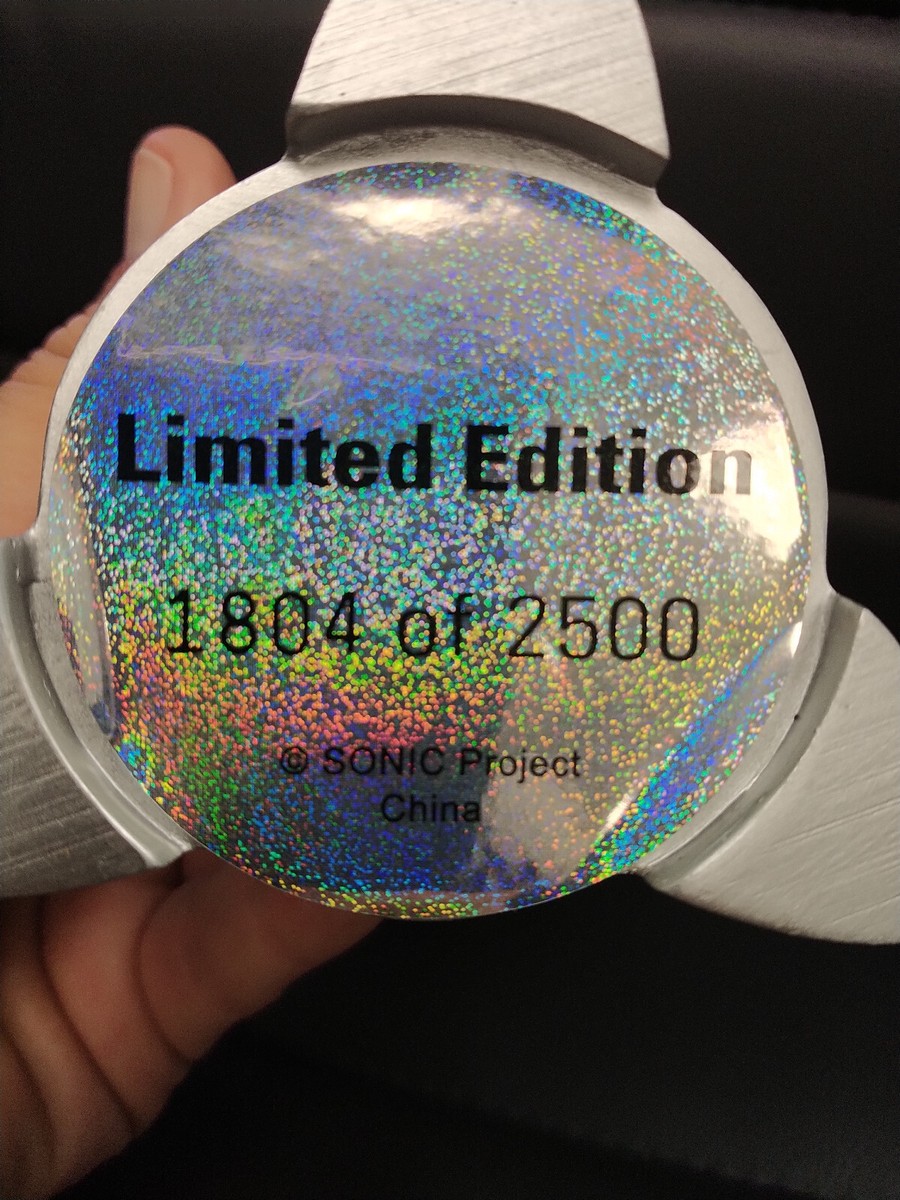 Limited Edition
1804 of 2500
© SONIC Project
China